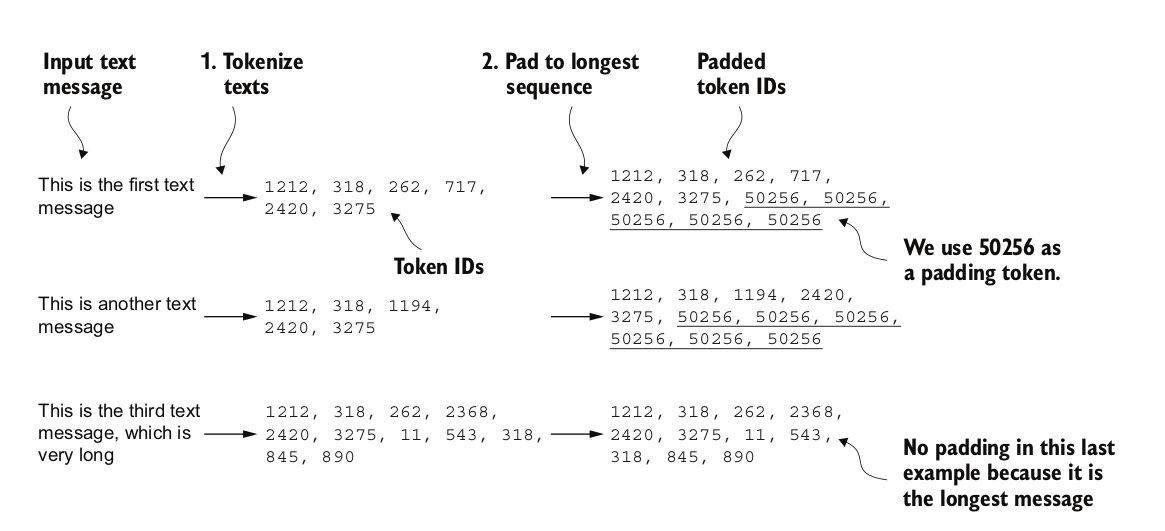 Input text
message
1. Tokenize
texts
2. Pad to longest
sequence
Padded
token IDs
This is the first text
message
1212, 318, 262, 717,
2420, 3275
Token IDs
1212, 318, 262, 717,
2420, 3275, 50256, 50256,
50256, 50256, 50256
We use 50256 as
a padding token.
This is another text
message
1212, 318, 1194,
2420, 3275
1212, 318, 1194, 2420,
3275, 50256, 50256, 50256,
50256, 50256, 50256
This is the third text
message, which is
very long
1212, 318, 262, 2368,
2420, 3275, 11, 543, 318,
845, 890
1212, 318, 262, 2368,
2420, 3275, 11, 543,
318, 845, 890
No padding in this last
example because it is
the longest message